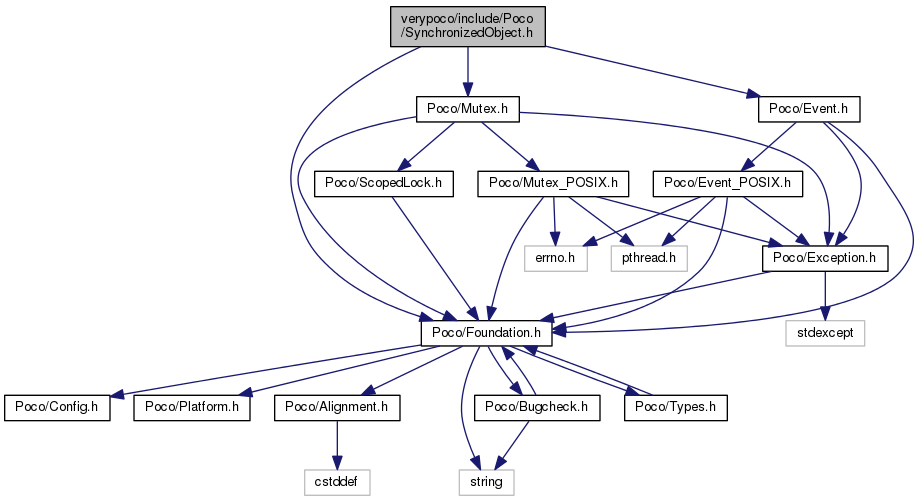 verypoco/include/Poco
/SynchronizedObject.h
Poco/Mutex.h
Poco/Event.h
Poco/ScopedLock.h
Poco/Mutex_POSIX.h
Poco/Event_POSIX.h
errno.h
pthread.h
Poco/Exception.h
Poco/Foundation.h
stdexcept
Poco/Config.h
Poco/Platform.h
Poco/Alignment.h
Poco/Bugcheck.h
Poco/Types.h
cstddef
string